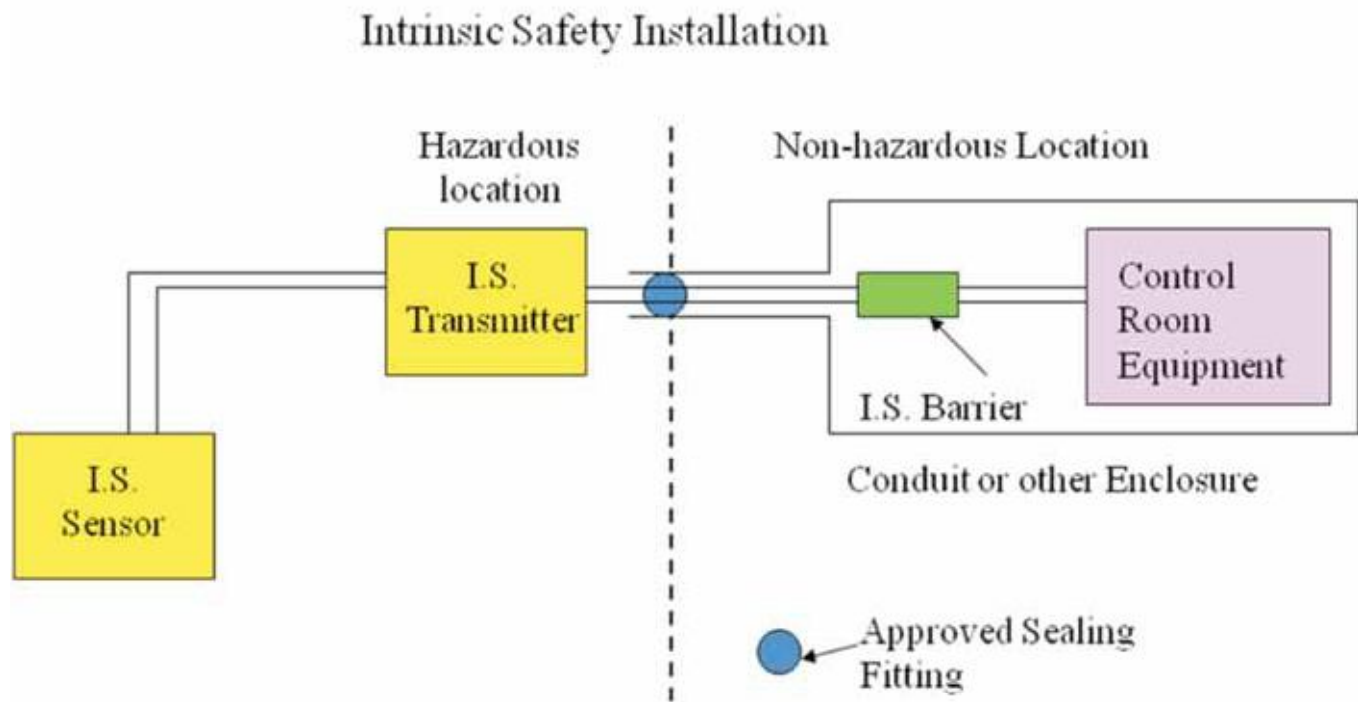 Intrinsic Safety Installation
Hazardous
location
Non-hazardous Location
I.S.
Transmitter
Control
Room
Equipment
I.S. Barrier
I.S.
Sensor
Conduit or other Enclosure
Approved Sealing
Fitting